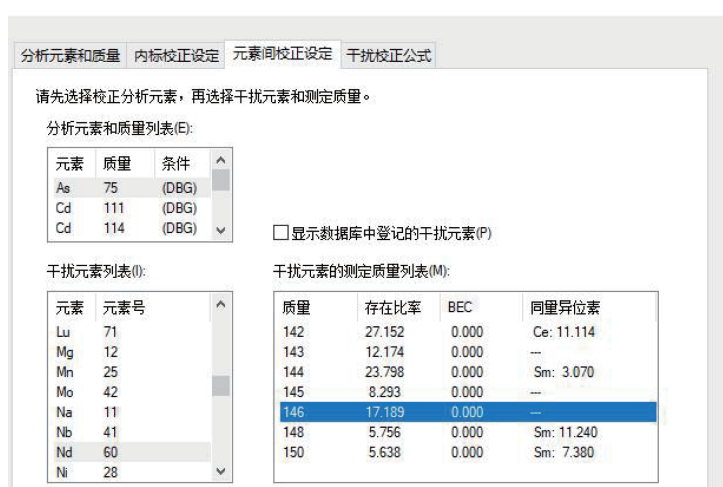 分析元素和质量 内标校正设定 元素间校正设定 干扰校正公式
请先选择校正分析元素，再选择干扰元素和测定质量。
分析元素和质量列表(E):
元素 质量 条件
As 75 (DBG)
Cd 111 (DBG)
Cd 114 (DBG)
显示数据库中登记的干扰元素(P)
干扰元素列表(I):
元素 元素号
Lu 71
Mg 12
Mn 25
Mo 42
Na 11
Nb 41
Nd 60
Ni 28
干扰元素的测定质量列表(M):
质量 存在比率 BEC 同量异位素
142 27.152 0.000 Ce: 11.114
143 12.174 0.000 ---
144 23.798 0.000 Sm: 3.070
145 8.293 0.000 ---
146 17.189 0.000 ---
148 5.756 0.000 Sm: 11.240
150 5.638 0.000 Sm: 7.380